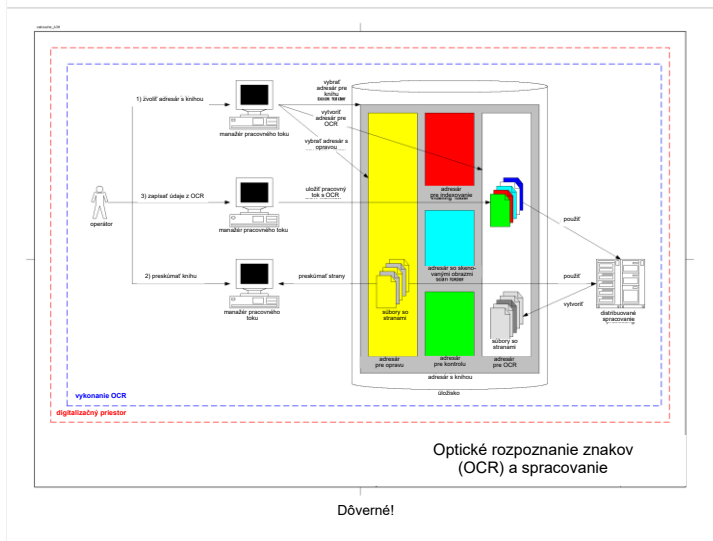 1) zvoliť adresár s knihou
manažér pracovného toku
vybrať
adresár pre
knihu
vytvoriť
adresár pre
OCR
vybrať adresár s
opravou
adresár
pre indexovanie
3) zapísať údaje z OCR
operátor
manažér pracovného toku
uložiť pracovný
tok s OCR
použiť
adresár so skeno-
vanými obrazmi
2) preskúmať knihu
manažér pracovného
toku
preskúmať strany
súbory so
stranami
použiť
vytvoriť
distribuované
spracovanie
súbory so
stranami
adresár
pre opravu
adresár
pre kontrolu
adresár
pre OCR
adresár s knihou
úložisko
vykonanie OCR
digitalizačný priestor
Optické rozpoznanie znakov
(OCR) a spracovanie
Dôverné!